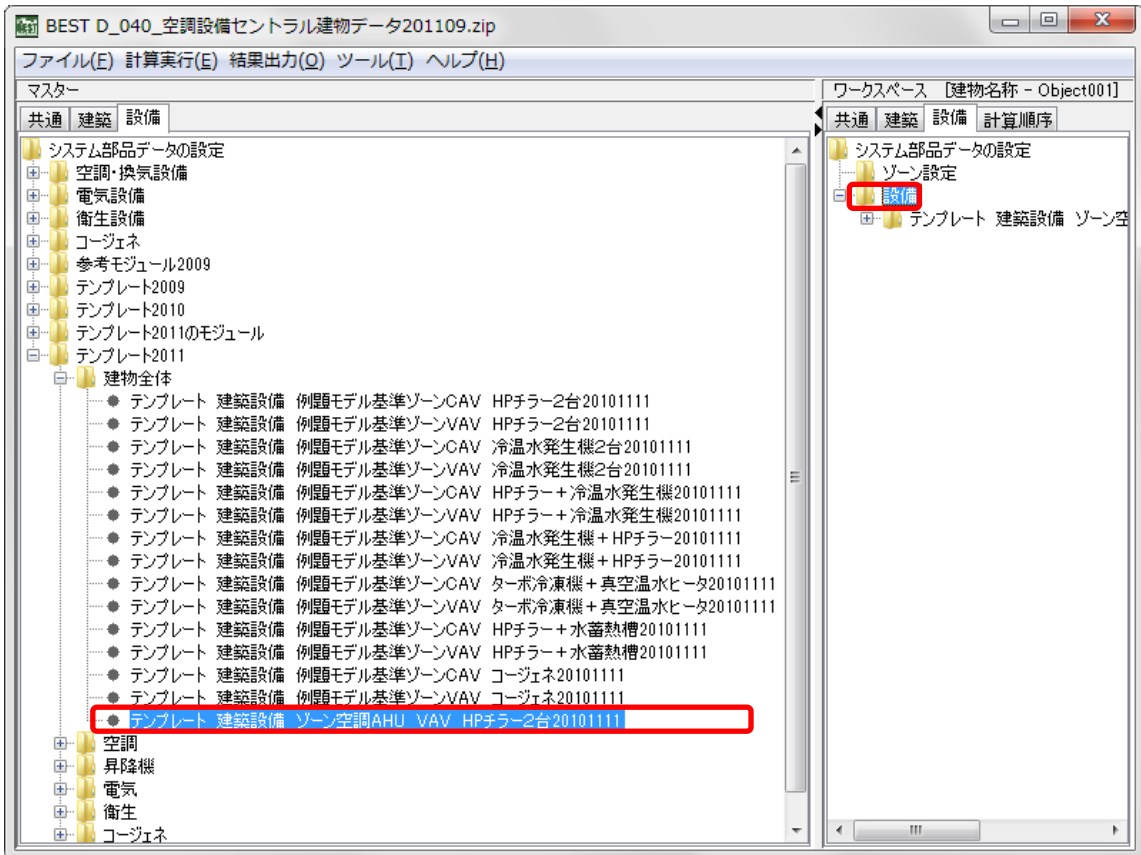 BEST D_040_空調設備セントラル建物データ201109.zip
ファイル(F) 計算実行(E) 結果出力(O) ツール(T) ヘルプ(H)
マスター
共通 建築 設備
システム部品データの設定
空調・換気設備
電気設備
衛生設備
コージェネ
参考モジュール2009
テンプレート2009
テンプレート2010
テンプレート2011のモジュール
テンプレート2011
建物全体
テンプレート 建築設備 例題モデル基準ゾーンCAV HPチラー2台20101111
テンプレート 建築設備 例題モデル基準ゾーンVAV HPチラー2台20101111
テンプレート 建築設備 例題モデル基準ゾーンCAV 冷温水発生機2台20101111
テンプレート 建築設備 例題モデル基準ゾーンVAV 冷温水発生機2台20101111
テンプレート 建築設備 例題モデル基準ゾーンCAV HPチラー+冷温水発生機20101111
テンプレート 建築設備 例題モデル基準ゾーンVAV HPチラー+冷温水発生機20101111
テンプレート 建築設備 例題モデル基準ゾーンCAV 冷温水発生機+HPチラー20101111
テンプレート 建築設備 例題モデル基準ゾーンVAV 冷温水発生機+HPチラー20101111
テンプレート 建築設備 例題モデル基準ゾーンCAV ターボ冷凍機+真空温水ヒータ20101111
テンプレート 建築設備 例題モデル基準ゾーンVAV ターボ冷凍機+真空温水ヒータ20101111
テンプレート 建築設備 例題モデル基準ゾーンCAV HPチラー+水蓄熱槽20101111
テンプレート 建築設備 例題モデル基準ゾーンVAV HPチラー+水蓄熱槽20101111
テンプレート 建築設備 例題モデル基準ゾーンCAV コージェネ20101111
テンプレート 建築設備 例題モデル基準ゾーンVAV コージェネ20101111
テンプレート 建築設備 ゾーン空調AHU VAV HPチラー2台20101111
空調
昇降機
電気
衛生
コージェネ
ワークスペース [建物名称 - Object001]
共通 建築 設備 計算順序
システム部品データの設定
ゾーン設定
設備
テンプレート 建築設備 ゾーン空